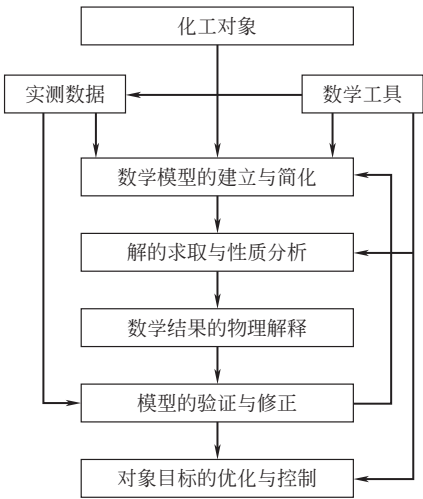 化工对象
实测数据
数学工具
数学模型的建立与简化
解的求取与性质分析
数学结果的物理解释
模型的验证与修正
对象目标的优化与控制